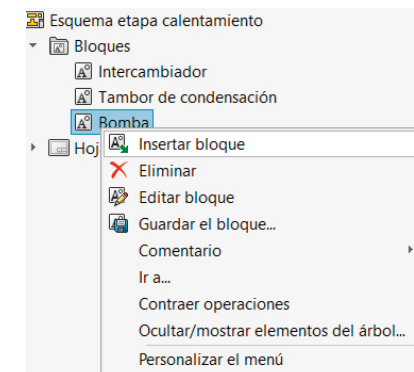 Esquema etapa calentamiento
Bloques
Intercambiador
Tambor de condensación
Bomba
Hoj
Insertar bloque
Eliminar
Editar bloque
Guardar el bloque...
Comentario
Ir a...
Contraer operaciones
Ocultar/mostrar elementos del árbol...
Personalizar el menú